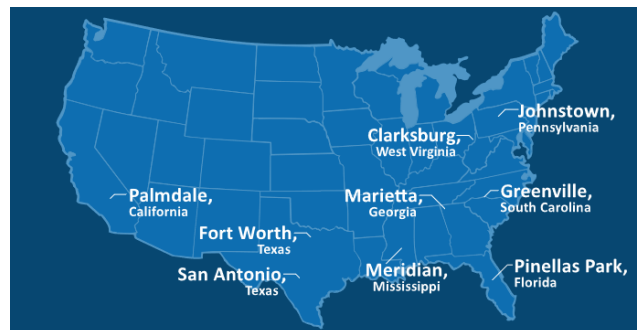 Johnstown,
Pennsylvania
Clarksburg,
West Virginia
Palmdale,
California
Marietta,
Georgia
Greenville,
South Carolina
Fort Worth,
Texas
San Antonio,
Texas
Meridian,
Mississippi
Pinellas Park,
Florida